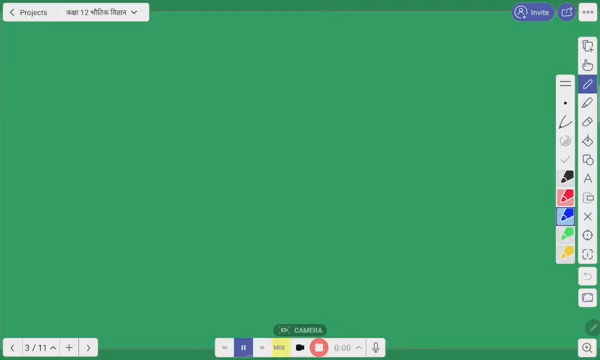 Projects
कक्षा 12 भौतिक विज्ञान
Invite
A
3 / 11
CAMERA
MIX
0:00